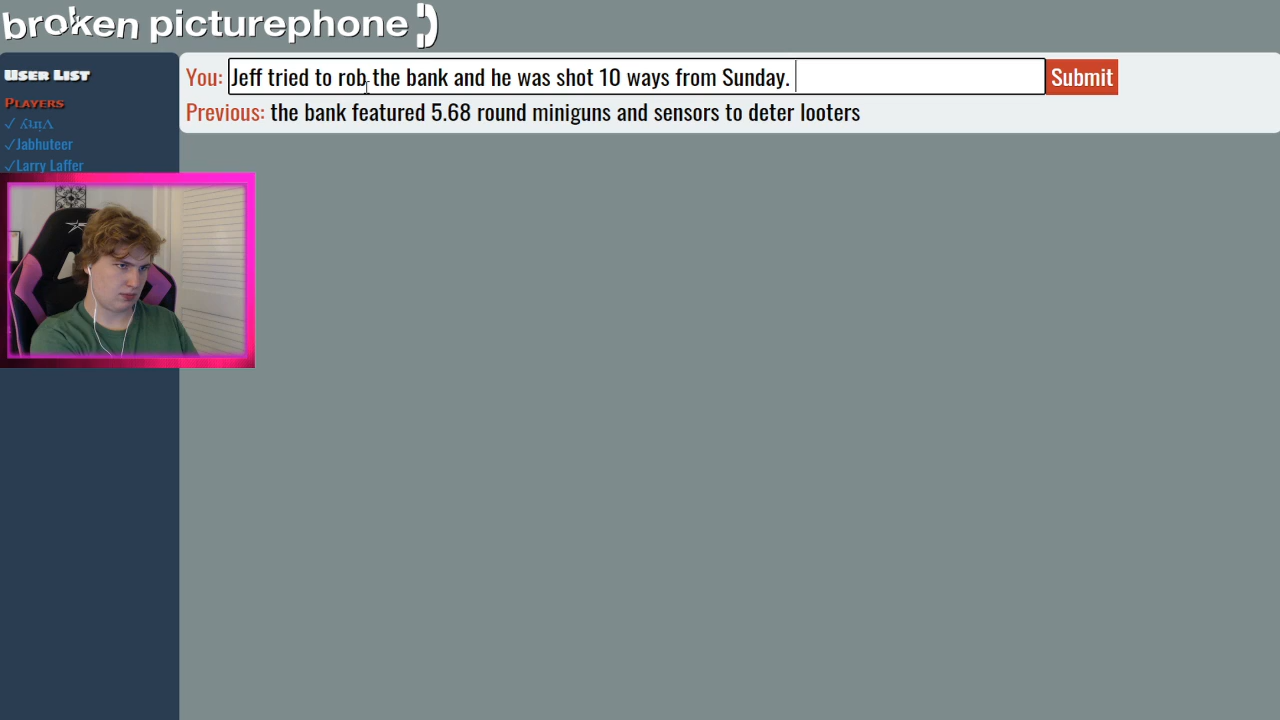 broken picturephone
User List
Players
✓Jabhuteer
✓Larry Laffer
You: Jeff tried to rob the bank and he was shot 10 ways from Sunday. Submit
Previous: the bank featured 5.68 round miniguns and sensors to deter looters